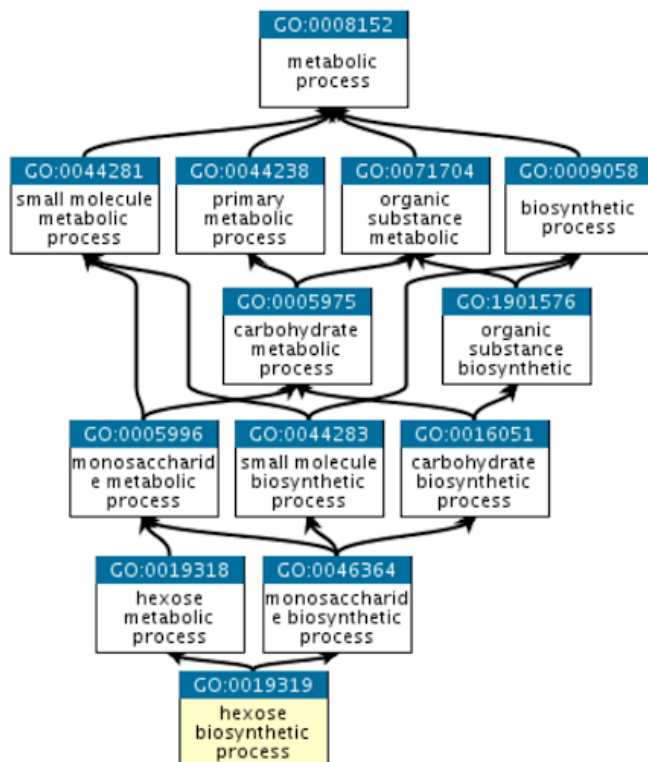 GO:0008152
metabolic
process
GO:0044281
small molecule
metabolic
process
GO:0044238
primary
metabolic
process
GO:0071704
organic
substance
metabolic
GO:0009058
biosynthetic
process
GO:0005975
carbohydrate
metabolic
process
GO:1901576
organic
substance
biosynthetic
GO:0005996
monosaccharid
e metabolic
process
GO:0044283
small molecule
biosynthetic
process
GO:0016051
carbohydrate
biosynthetic
process
GO:0019318
hexose
metabolic
process
GO:0046364
monosaccharid
e biosynthetic
process
GO:0019319
hexose
biosynthetic
process